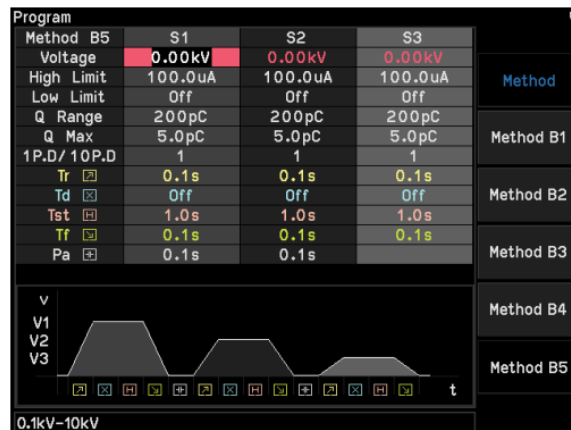 Program
Method B5 S1 S2 S3
Voltage 0.00kV 0.00kV 0.00kV
High Limit 100.0uA 100.0uA 100.0uA
Low Limit Off Off Off
Q Range 200pC 200pC 200pC
Q Max 5.0pC 5.0pC 5.0pC
1P.D/10P.D 1 1 1
Tr 0.1s 0.1s 0.1s
Td Off Off Off
Tst H 1.0s 1.0s 1.0s
Tf 0.1s 0.1s 0.1s
Pa 0.1s 0.1s
V
V1
V2
V3
H H H t
0.1kV-10kV
Method
Method B1
Method B2
Method B3
Method B4
Method B5